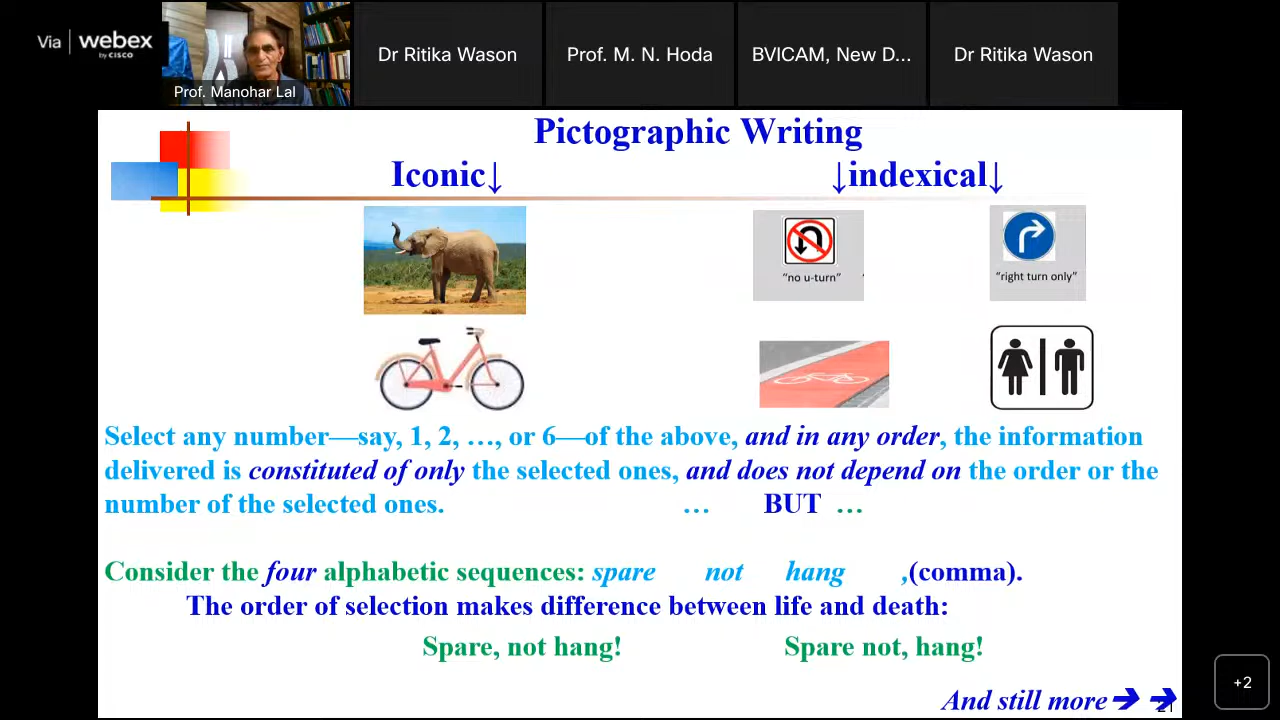 Via | webex
by CISCO
Prof. Manohar Lal
Dr Ritika Wason
Prof. M. N. Hoda
BVICAM, New D...
Dr Ritika Wason
Pictographic Writing
Iconic↓ ↓indexical↓
"no u-turn"
"right turn only"
Select any number—say, 1, 2, …, or 6—of the above, and in any order, the information
delivered is constituted of only the selected ones, and does not depend on the order or the
number of the selected ones. … BUT …
Consider the four alphabetic sequences: spare not hang ,(comma).
The order of selection makes difference between life and death:
Spare, not hang! Spare not, hang!
And still more➔ ➔
21
+2